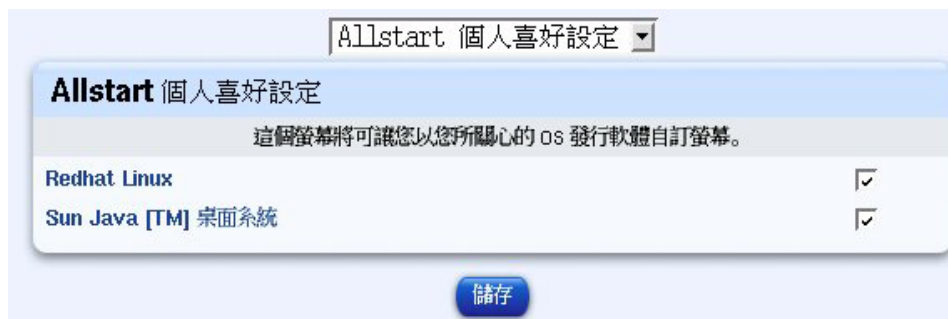 Allstart 個人喜好設定
Allstart 個人喜好設定
這個螢幕將可讓您以您所關心的 OS 發行軟體自訂螢幕。
Redhat Linux
Sun Java [TM] 桌面系統
儲存